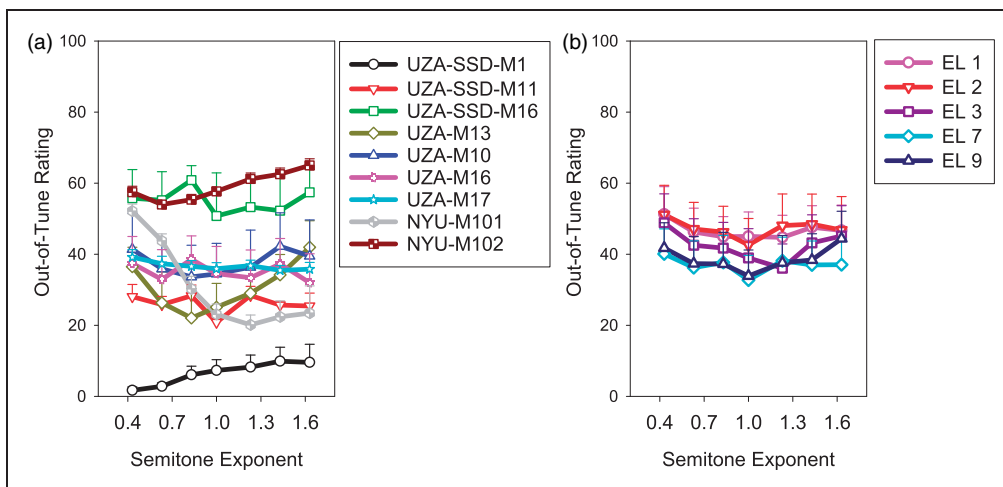 (a)
100
80
60
40
20
0
Out-of-Tune Rating
0.4 0.7 1.0 1.3 1.6
Semitone Exponent
UZA-SSD-M1
UZA-SSD-M11
UZA-SSD-M16
UZA-M13
UZA-M10
UZA-M16
UZA-M17
NYU-M101
NYU-M102
(b)
100
80
60
40
20
0
Out-of-Tune Rating
0.4 0.7 1.0 1.3 1.6
Semitone Exponent
EL 1
EL 2
EL 3
EL 7
EL 9